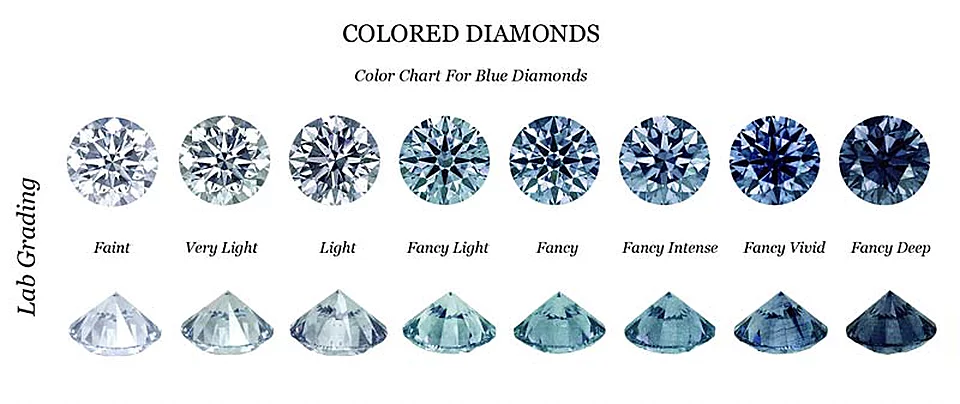 COLORED DIAMONDS
Color Chart For Blue Diamonds
Lab Grading
Faint Very Light Light Fancy Light Fancy Fancy Intense Fancy Vivid Fancy Deep